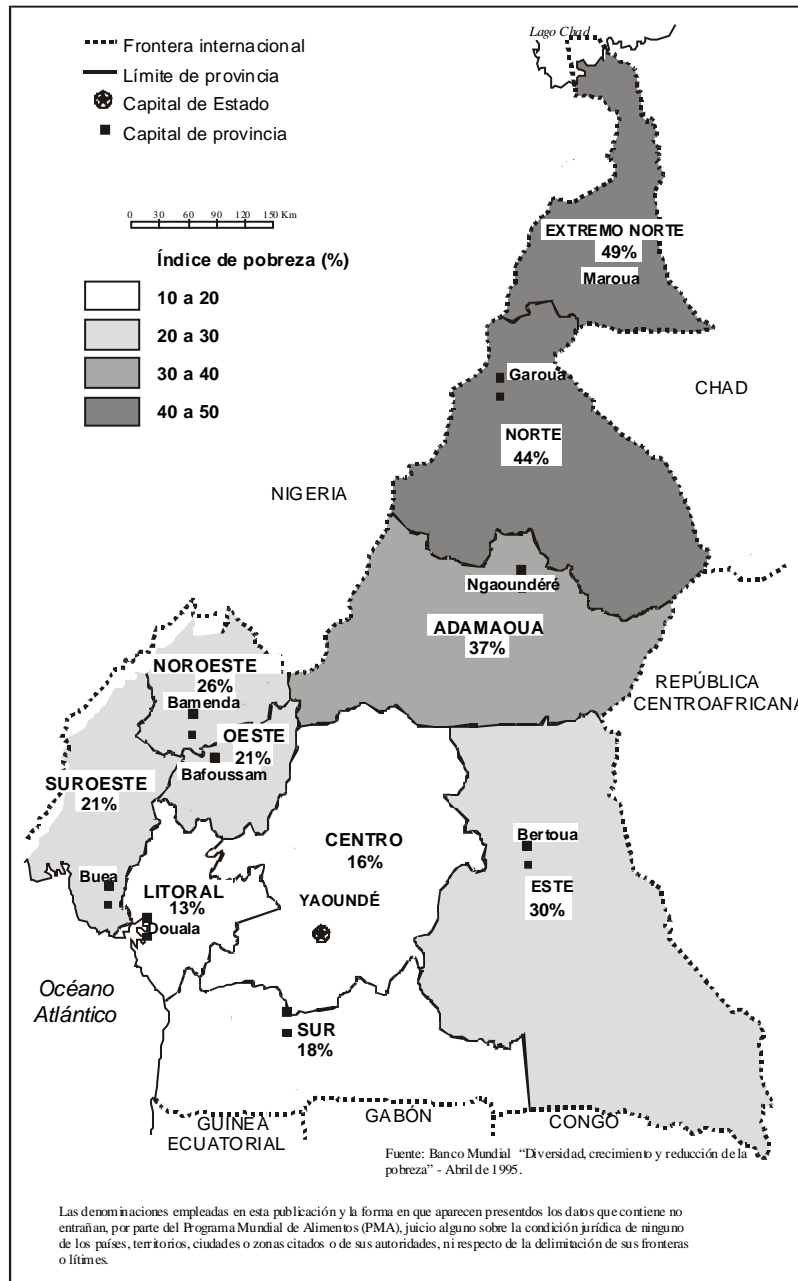 Frontera internacional
Límite de provincia
Capital de Estado
Capital de provincia
0 30 60 90 120 150 Km
Índice de pobreza (%)
10 a 20
20 a 30
30 a 40
40 a 50
Lago Chad
EXTREMO NORTE
49%
Maroua
Garoua
CHAD
NORTE
44%
NIGERIA
Ngaoundéré
ADAMAOUA
37%
REPÚBLICA
CENTROAFRICANA
NOROESTE
26%
Bamenda
OESTE
21%
Bafoussam
SUROESTE
21%
CENTRO
16%
Bertoua
Buea
LITORAL
13%
Douala
YAOUNDÉ
ESTE
30%
Océano
Atlántico
SUR
18%
GUINEA
ECUATORIAL
GABÓN
CONGO
Fuente: Banco Mundial “Diversidad, crecimiento y reducción de la
pobreza” - Abril de 1995.
Las denominaciones empleadas en esta publicación y la forma en que aparecen presentdos los datos que contiene no
entrañan, por parte del Programa Mundial de Alimentos (PMA), juicio alguno sobre la condición jurídica de ninguno
de los países, territorios, ciudades o zonas citados o de sus autoridades, ni respecto de la delimitación de sus fronteras
o lítimes.